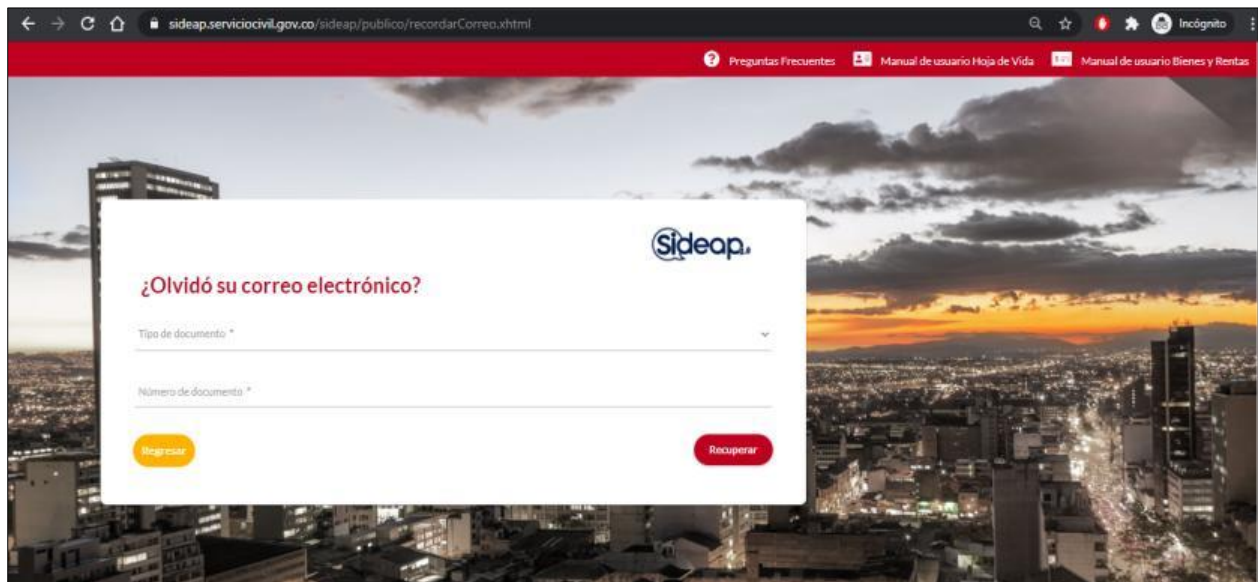 sideap.serviciocivil.gov.co/sideap/publico/recordarCorreo.xhtml
Incógnito
Preguntas Frecuentes
Manual de usuario Hoja de Vida
Manual de usuario Bienes y Rentas
Sideap
¿Olvidó su correo electrónico?
Tipo de documento *
Número de documento *
Regresar
Recuperar